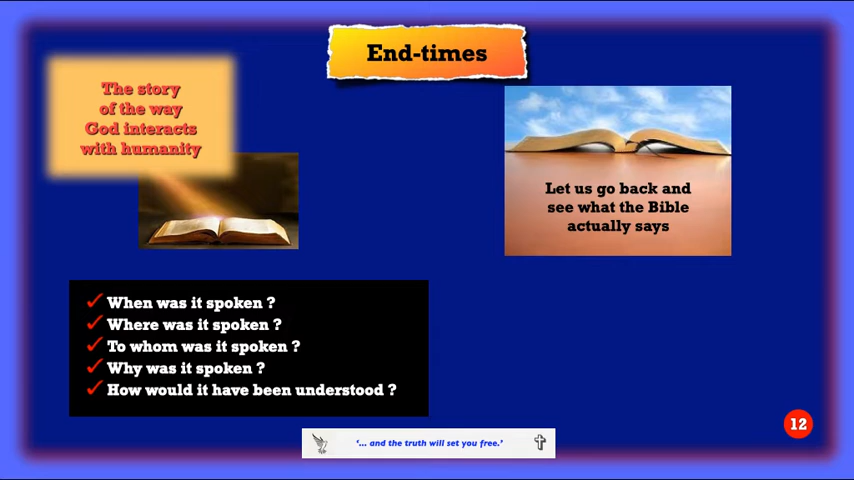 End-times
The story
of the way
God interacts
with humanity
Let us go back and
see what the Bible
actually says
When was it spoken ?
Where was it spoken ?
To whom was it spoken ?
Why was it spoken ?
How would it have been understood ?
12
‘... and the truth will set you free.’